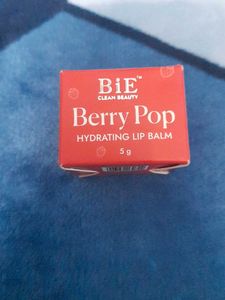 BiE™
CLEAN BEAUTY
Berry Pop
HYDRATING LIP BALM
5 g